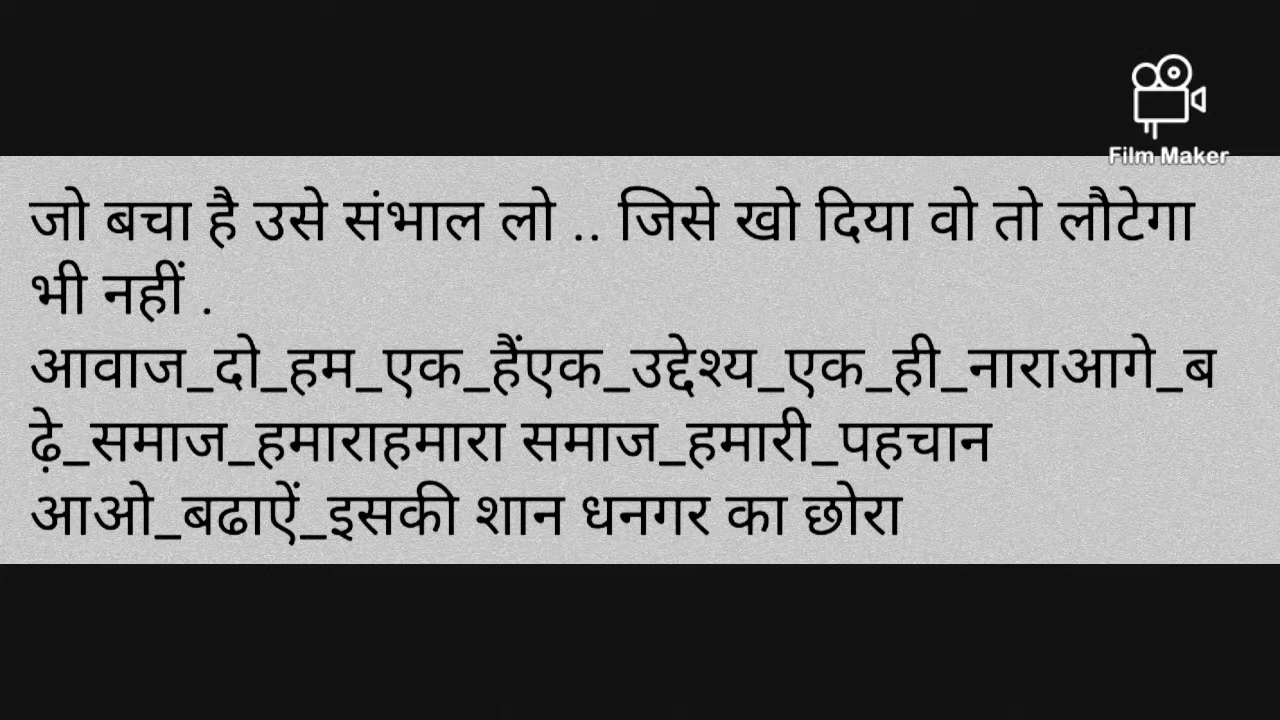 Film Maker
जो बचा है उसे संभाल लो .. जिसे खो दिया वो तो लौटेगा
भी नहीं .
आवाज_दो_हम_एक_हैंएक_उद्देश्य_एक_ही_नाराआगे_ब
ढ़े_समाज_हमाराहमारा समाज_हमारी_पहचान
आओ_बढाऐं_इसकी शान धनगर का छोरा